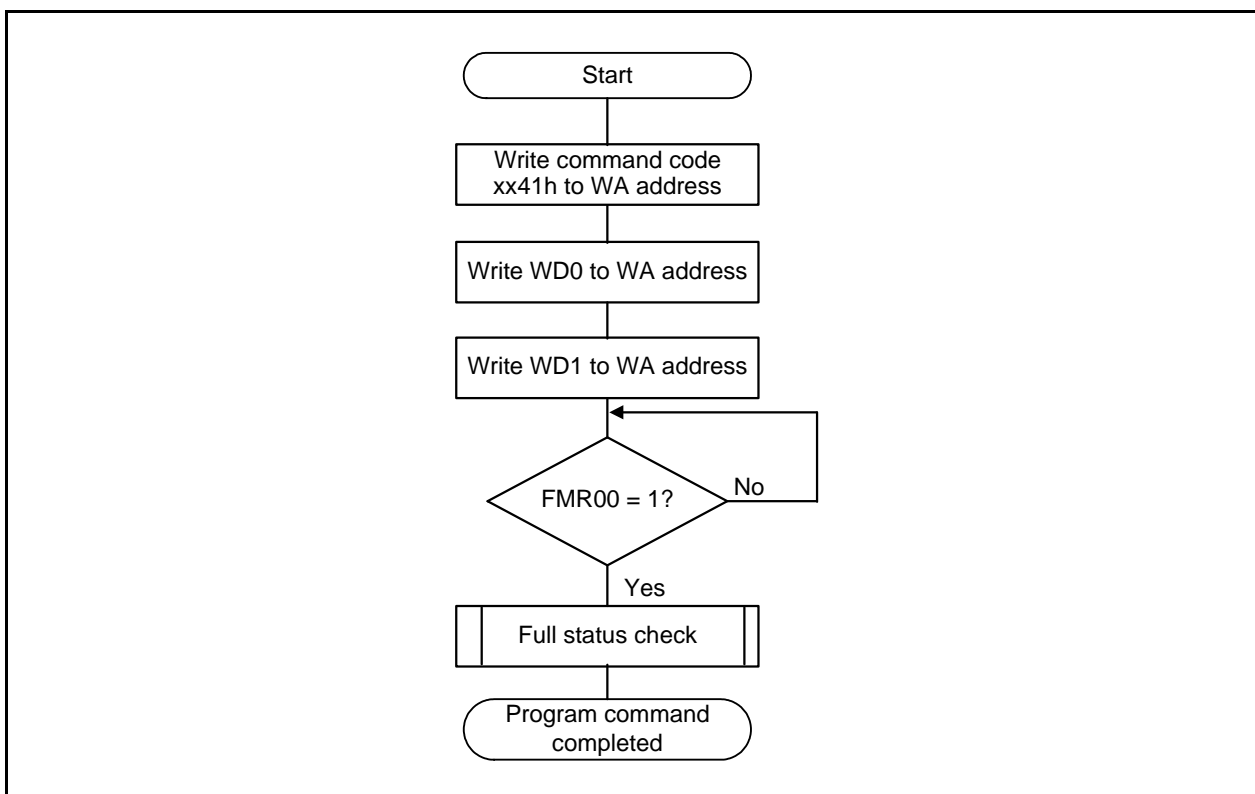 Start
Write command code
xx41h to WA address
Write WD0 to WA address
Write WD1 to WA address
FMR00 = 1?
No
Yes
Full status check
Program command
completed